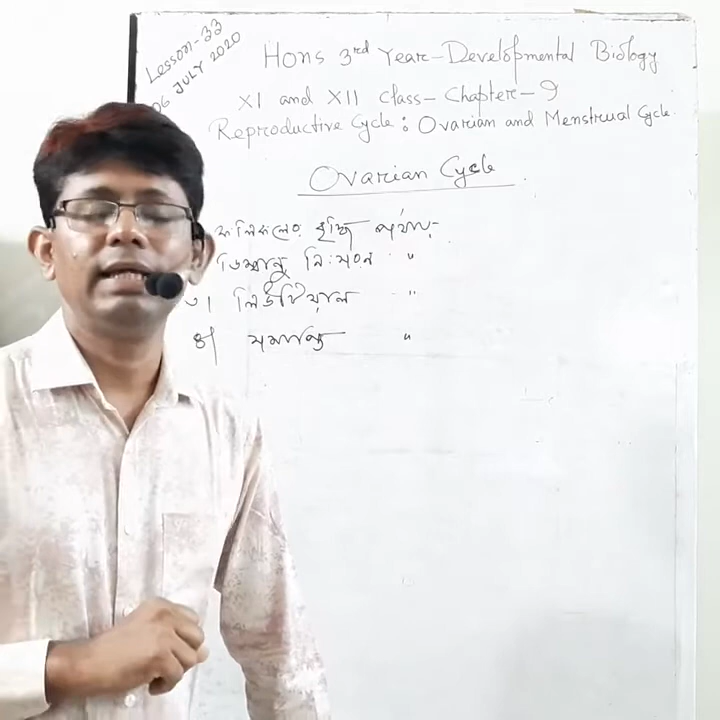 Lesson-33
06 JULY 2020
Hons 3rd Year-Developmental Biology
XI and XII class- Chapter-9
Reproductive Cycle: Ovarian and Menstrual Cycle.
Ovarian Cycle
ফলিকলের বৃদ্ধি পর্যায়-
ডিম্বাণু নিঃসরণ "
৩। লিউটিয়াল "
৪। সমাপ্তি "